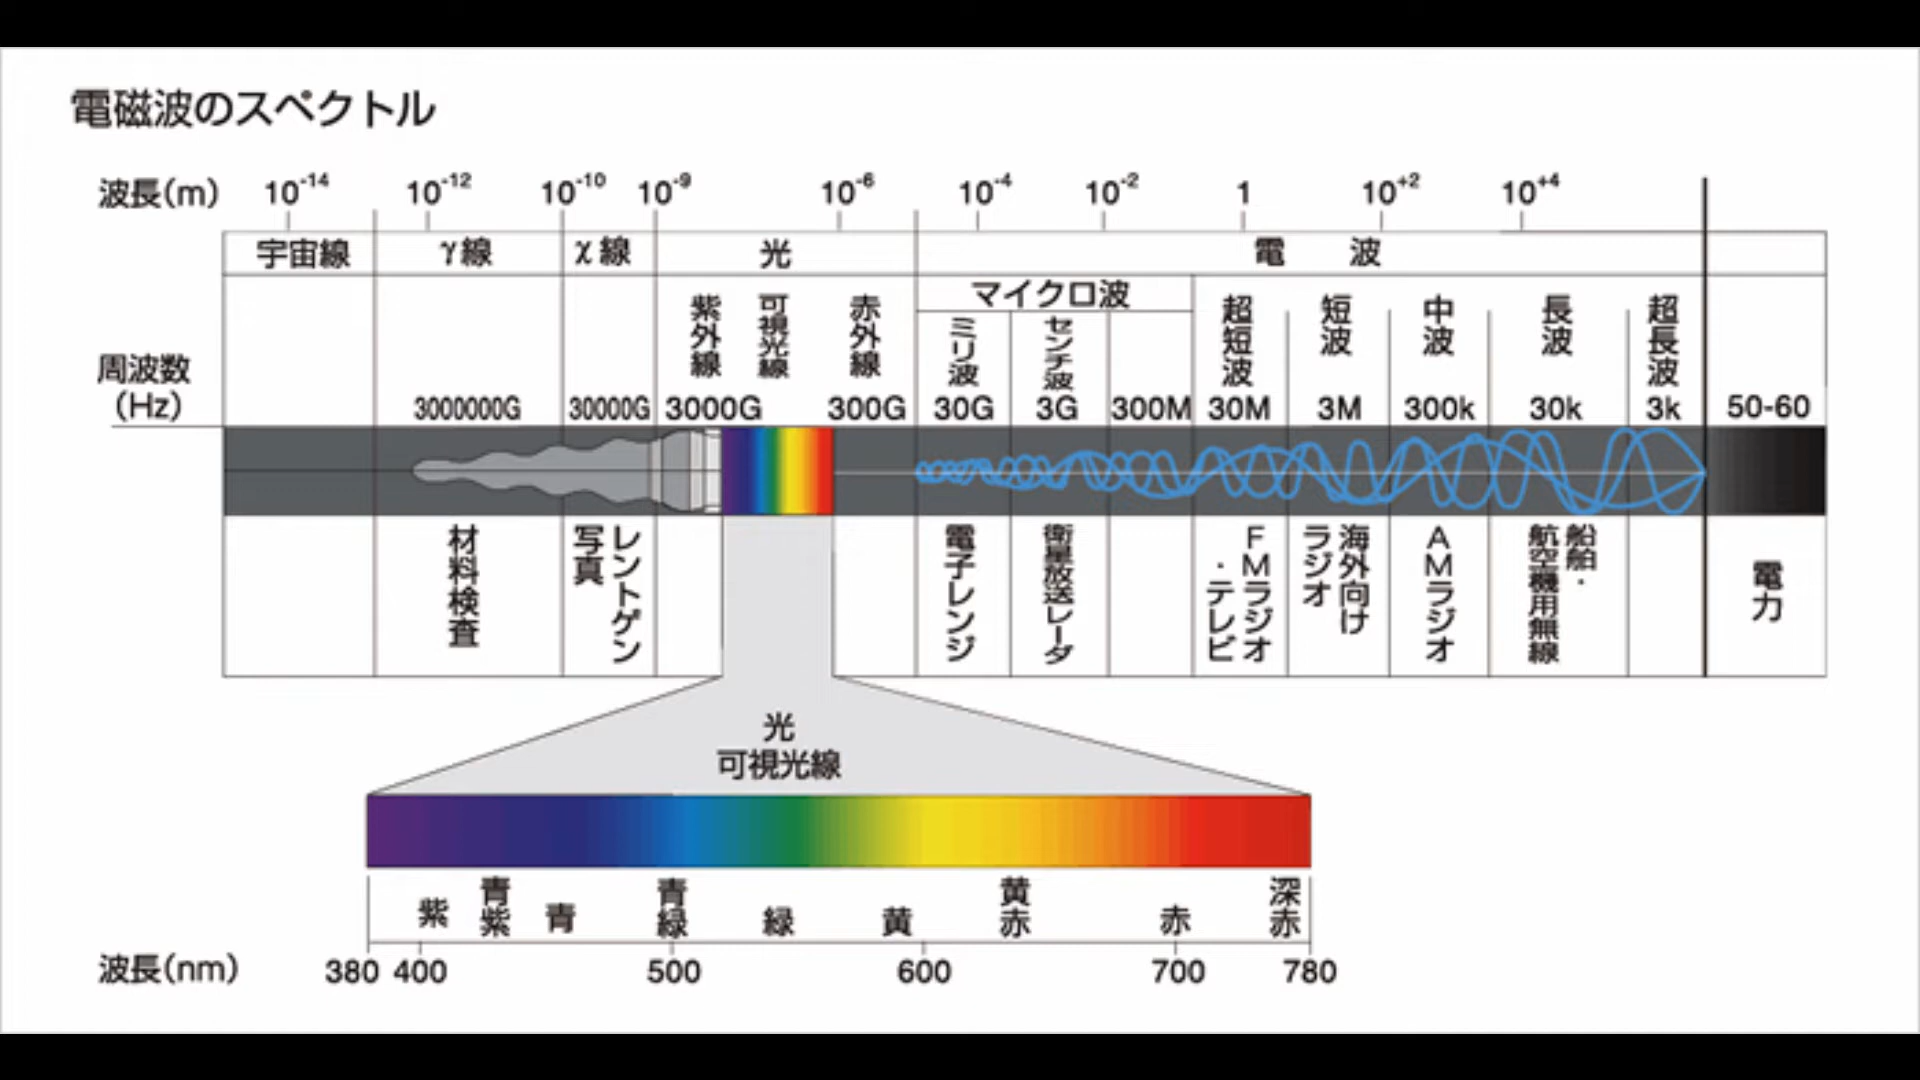 電磁波のスペクトル
波長(m) 10-14 10-12 10-10 10-9 10-6 10-4 10-2 1 10+2 10+4
宇宙線 γ線 χ線 光 電波
マイクロ波
紫外線 可視光線 赤外線 ミリ波 センチ波 超短波 短波 中波 長波 超長波
周波数
(Hz) 3000000G 30000G 3000G 300G 30G 3G 300M 30M 3M 300k 30k 3k 50-60
材料検査
レントゲン
写真
電子レンジ
衛星放送レーダ
FMラジオ
・テレビ
海外向け
ラジオ
AMラジオ
船舶・
航空機用無線
電力
光
可視光線
紫 青紫 青 青緑 緑 黄 黄赤 赤 深赤
波長(nm) 380 400 500 600 700 780